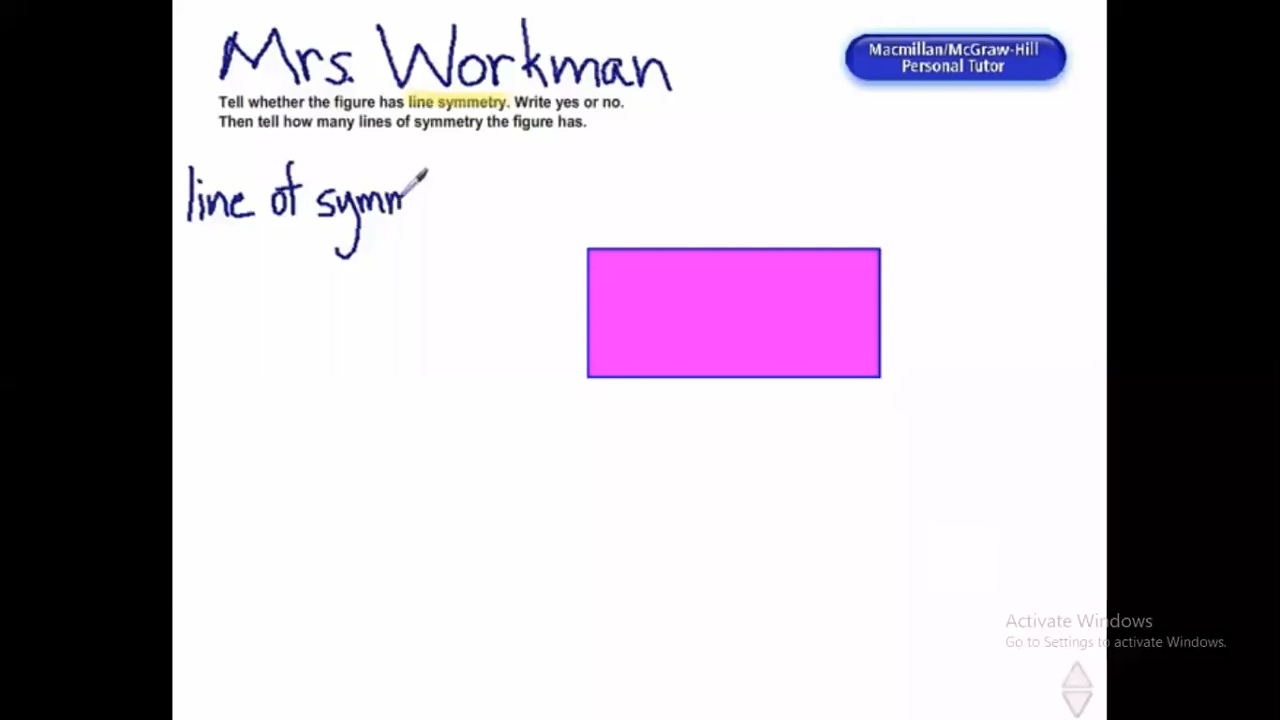 Mrs. Workman
Macmillan/McGraw-Hill
Personal Tutor
Tell whether the figure has line symmetry. Write yes or no.
Then tell how many lines of symmetry the figure has.
line of symm
Activate Windows
Go to Settings to activate Windows.